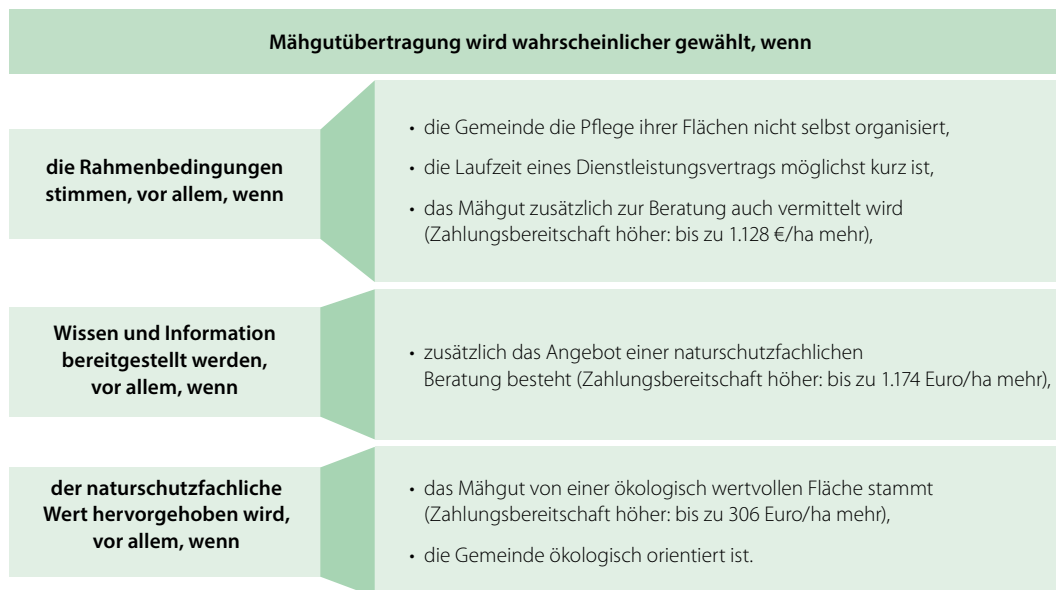 Mähgutübertragung wird wahrscheinlicher gewählt, wenn
die Rahmenbedingungen
stimmen, vor allem, wenn
• die Gemeinde die Pflege ihrer Flächen nicht selbst organisiert,
• die Laufzeit eines Dienstleistungsvertrags möglichst kurz ist,
• das Mähgut zusätzlich zur Beratung auch vermittelt wird
(Zahlungsbereitschaft höher: bis zu 1.128 €/ha mehr),
Wissen und Information
bereitgestellt werden,
vor allem, wenn
• zusätzlich das Angebot einer naturschutzfachlichen
Beratung besteht (Zahlungsbereitschaft höher: bis zu 1.174 Euro/ha mehr),
der naturschutzfachliche
Wert hervorgehoben wird,
vor allem, wenn
• das Mähgut von einer ökologisch wertvollen Fläche stammt
(Zahlungsbereitschaft höher: bis zu 306 Euro/ha mehr),
• die Gemeinde ökologisch orientiert ist.